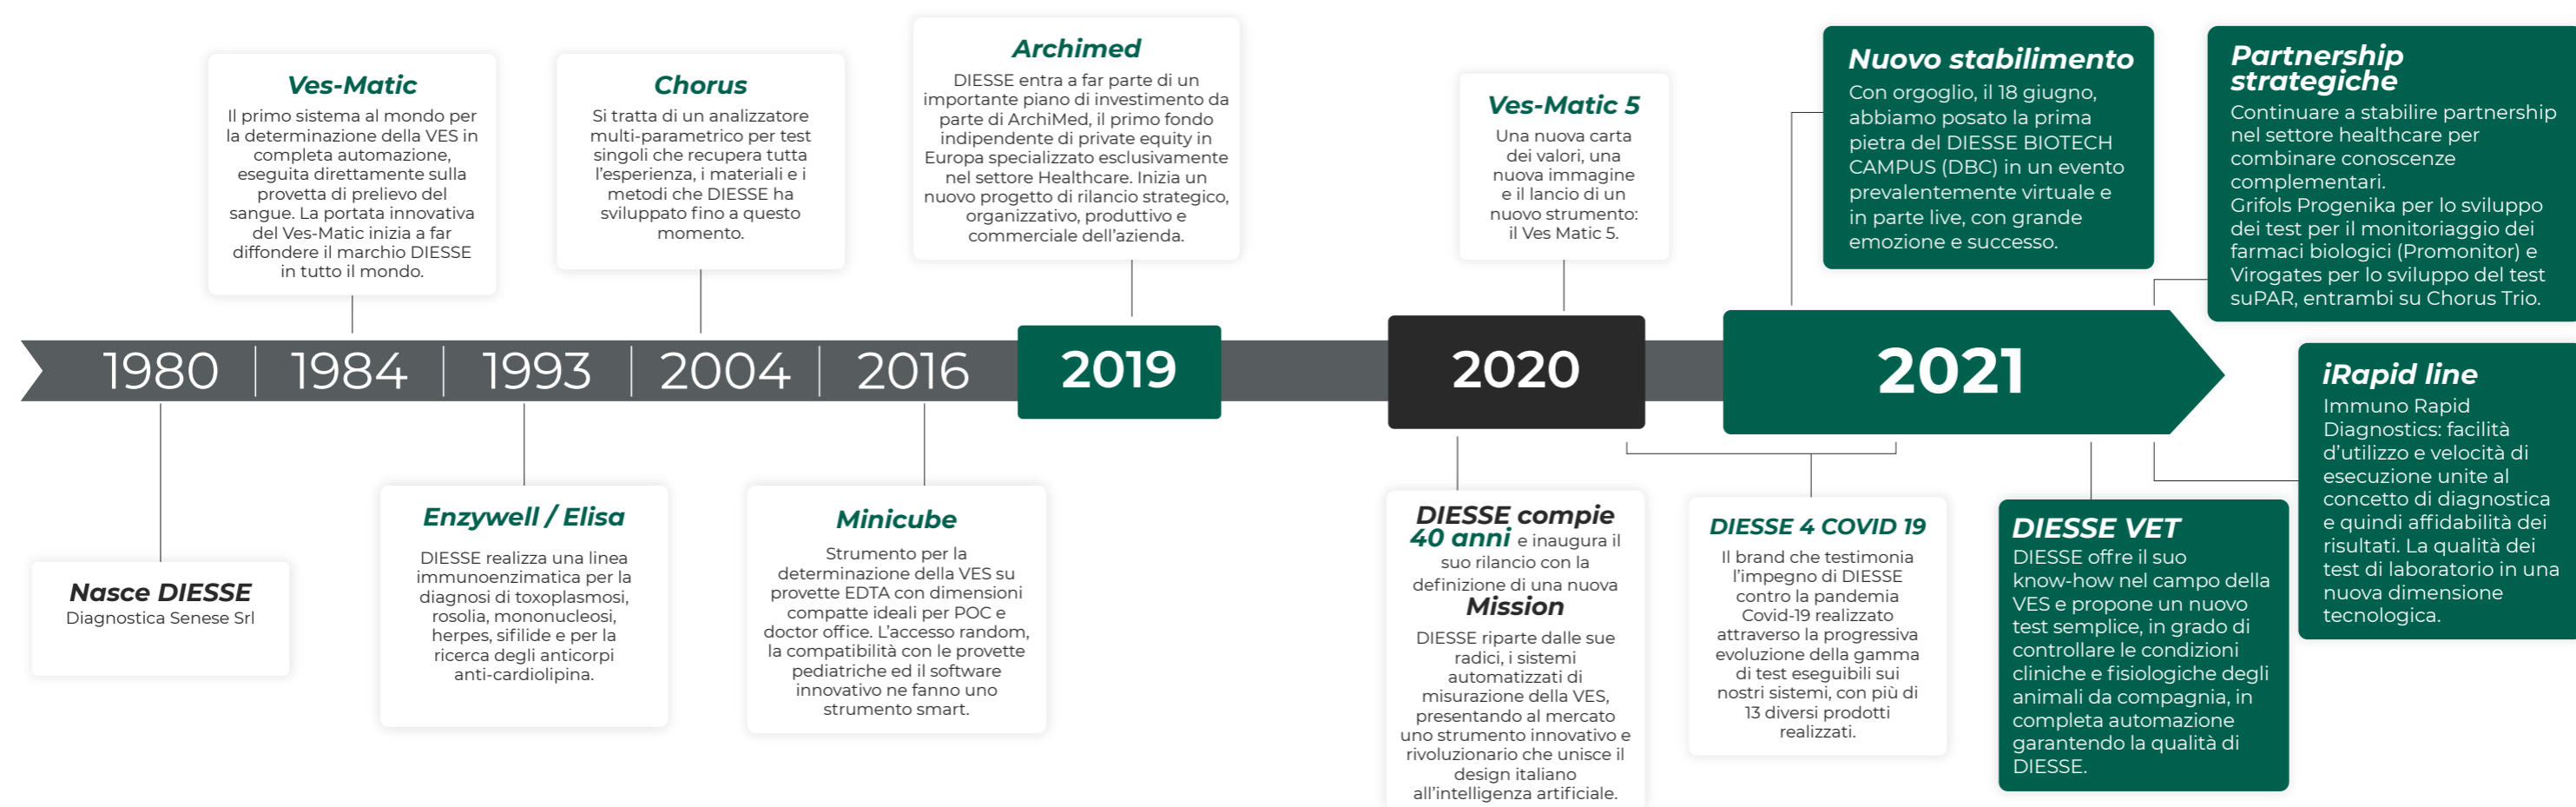 Ves-Matic
Il primo sistema al mondo per
la determinazione della VES in
completa automazione,
eseguita direttamente sulla
provetta di prelievo del
sangue. La portata innovativa
del Ves-Matic inizia a far
diffondere il marchio DIESSE
in tutto il mondo.
Chorus
Si tratta di un analizzatore
multi-parametrico per test
singoli che recupera tutta
l'esperienza, i materiali e i
metodi che DIESSE ha
sviluppato fino a questo
momento.
Archimed
DIESSE entra a far parte di un
importante piano di investimento da
parte di ArchiMed, il primo fondo
indipendente di private equity in
Europa specializzato esclusivamente
nel settore Healthcare. Inizia un
nuovo progetto di rilancio strategico,
organizzativo, produttivo e
commerciale dell'azienda.
Ves-Matic 5
Una nuova carta
dei valori, una
nuova immagine
e il lancio di un
nuovo strumento:
il Ves Matic 5.
Nuovo stabilimento
Con orgoglio, il 18 giugno,
abbiamo posato la prima
pietra del DIESSE BIOTECH
CAMPUS (DBC) in un evento
prevalentemente virtuale e
in parte live, con grande
emozione e successo.
Partnership
strategiche
Continuare a stabilire partnership
nel settore healthcare per
combinare conoscenze
complementari.
Grifols Progenika per lo sviluppo
dei test per il monitoriaggio dei
farmaci biologici (Promonitor) e
Virogates per lo sviluppo del test
suPAR, entrambi su Chorus Trio.
1980
1984
1993
2004
2016
2019
2020
2021
Nasce DIESSE
Diagnostica Senese Srl
Enzywell / Elisa
DIESSE realizza una linea
immunoenzimatica per la
diagnosi di toxoplasmosi,
rosolia, mononucleosi,
herpes, sifilide e per la
ricerca degli anticorpi
anti-cardiolipina.
Minicube
Strumento per la
determinazione della VES su
provette EDTA con dimensioni
compatte ideali per POC e
doctor office. L'accesso random,
la compatibilità con le provette
pediatriche ed il software
innovativo ne fanno uno
strumento smart.
DIESSE compie
40 anni e inaugura il
suo rilancio con la
definizione di una nuova
Mission
DIESSE riparte dalle sue
radici, i sistemi
automatizzati di
misurazione della VES,
presentando al mercato
uno strumento innovativo e
rivoluzionario che unisce il
design italiano
all'intelligenza artificiale.
DIESSE 4 COVID 19
Il brand che testimonia
l'impegno di DIESSE
contro la pandemia
Covid-19 realizzato
attraverso la progressiva
evoluzione della gamma
di test eseguibili sui
nostri sistemi, con più di
13 diversi prodotti
realizzati.
DIESSE VET
DIESSE offre il suo
know-how nel campo della
VES e propone un nuovo
test semplice, in grado di
controllare le condizioni
cliniche e fisiologiche degli
animali da compagnia, in
completa automazione
garantendo la qualità di
DIESSE.
iRapid line
Immuno Rapid
Diagnostics: facilità
d'utilizzo e velocità di
esecuzione unite al
concetto di diagnostica
e quindi affidabilità dei
risultati. La qualità dei
test di laboratorio in una
nuova dimensione
tecnologica.